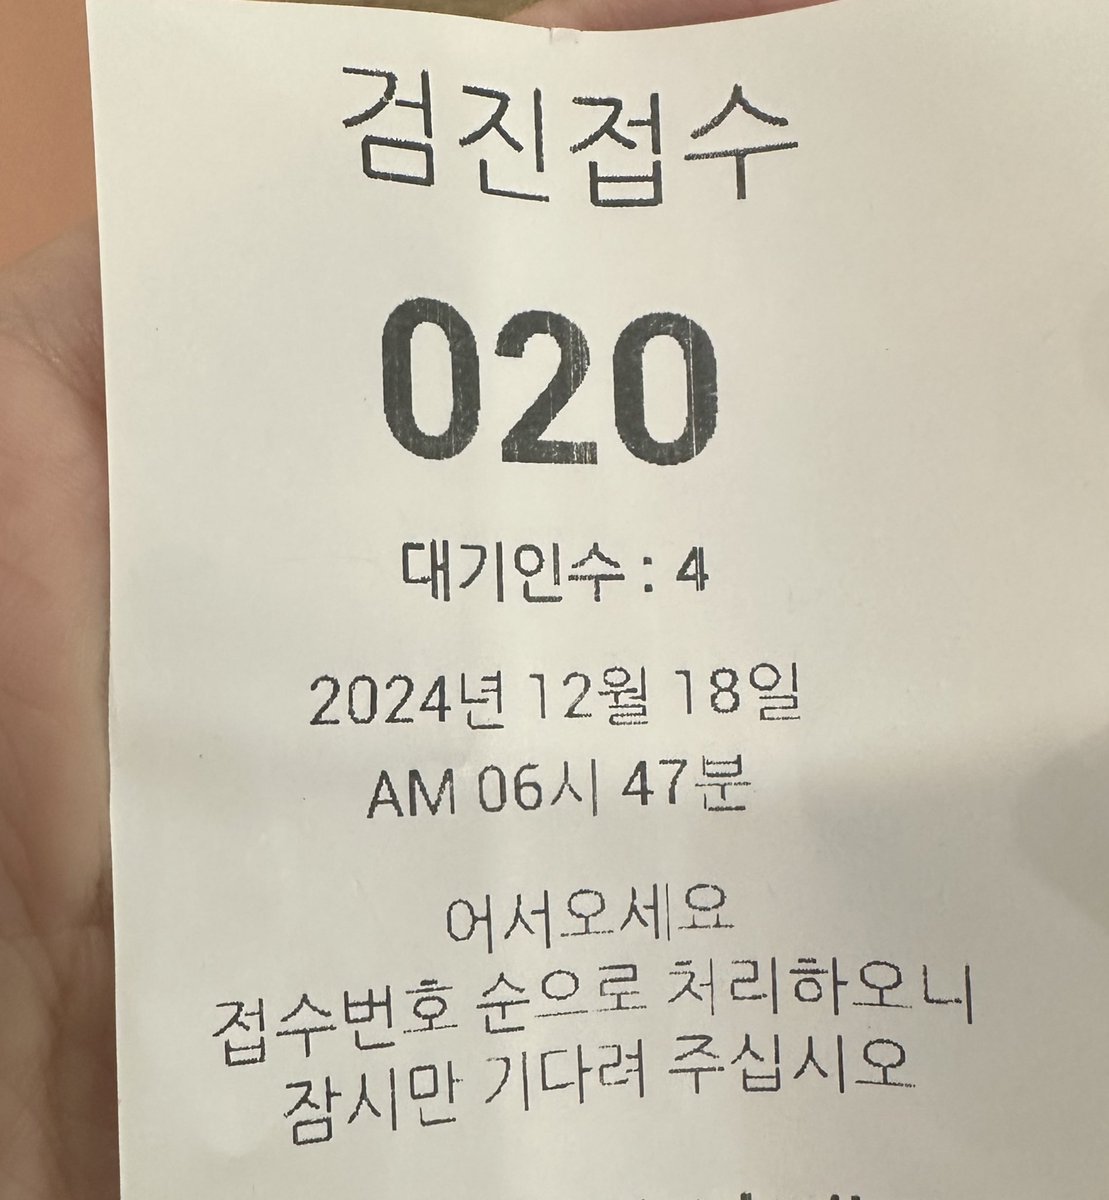 검진접수
020
대기인수 : 4
2024년 12월 18일
AM 06시 47분
어서오세요
접수번호 순으로 처리하오니
잠시만 기다려 주십시오